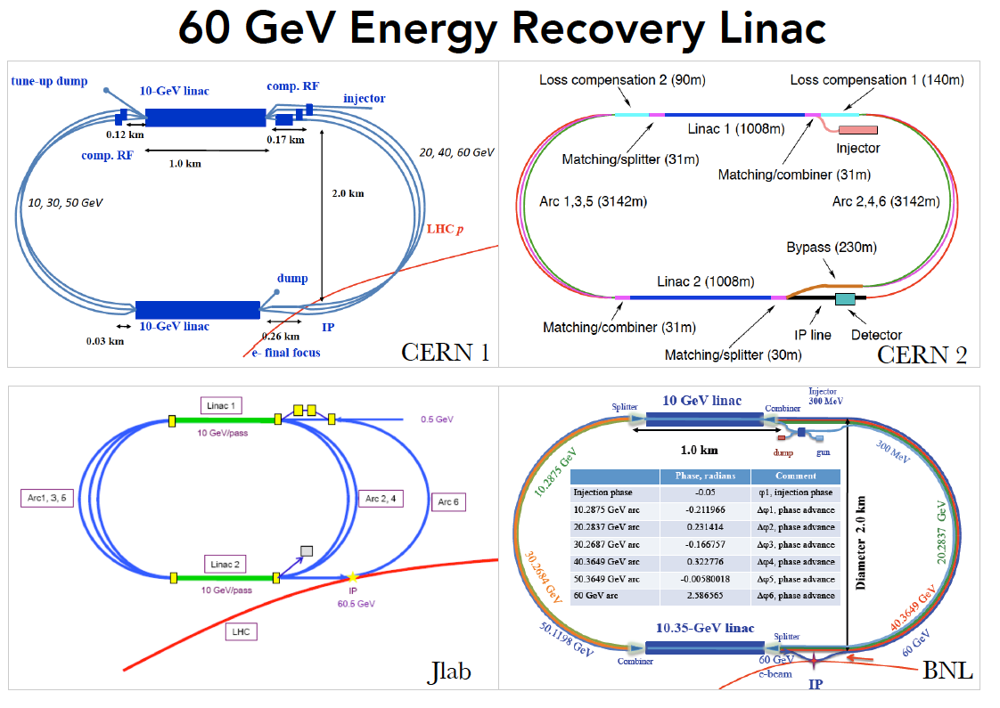 60 GeV Energy Recovery Linac
tune-up dump
10-GeV linac
comp. RF
injector
0.12 km
0.17 km
comp. RF
1.0 km
20, 40, 60 GeV
2.0 km
10, 30, 50 GeV
LHC p
dump
10-GeV linac
IP
0.03 km
0.26 km
e- final focus
CERN 1
Loss compensation 2 (90m)
Loss compensation 1 (140m)
Linac 1 (1008m)
Injector
Matching/splitter (31m)
Matching/combiner (31m)
Arc 1,3,5 (3142m)
Arc 2,4,6 (3142m)
Bypass (230m)
Linac 2 (1008m)
Matching/combiner (31m)
IP line
Detector
Matching/splitter (30m)
CERN 2
Linac 1
10 GeV/pass
0.5 GeV
Arc1, 3, 5
Arc 2, 4
Arc 6
Linac 2
10 GeV/pass
IP
60.5 GeV
LHC
Jlab
10 GeV linac
Injector
300 MeV
Splitter
Combiner
1.0 km
dump
gun
300 MeV
10.2875 GeV
Phase, radians
Comment
Injection phase
-0.05
φ1, injection phase
10.2875 GeV arc
-0.211966
Δφ1, phase advance
20.2837 GeV arc
0.231414
Δφ2, phase advance
30.2687 GeV arc
-0.166757
Δφ3, phase advance
40.3649 GeV arc
0.322776
Δφ4, phase advance
50.3649 GeV arc
-0.00580018
Δφ5, phase advance
60 GeV arc
2.586565
Δφ6, phase advance
Diameter 2.0 km
20.2837 GeV
30.2684 GeV
40.3649 GeV
50.1198 GeV
60 GeV
10.35-GeV linac
Combiner
Splitter
60 GeV
e-beam
IP
BNL